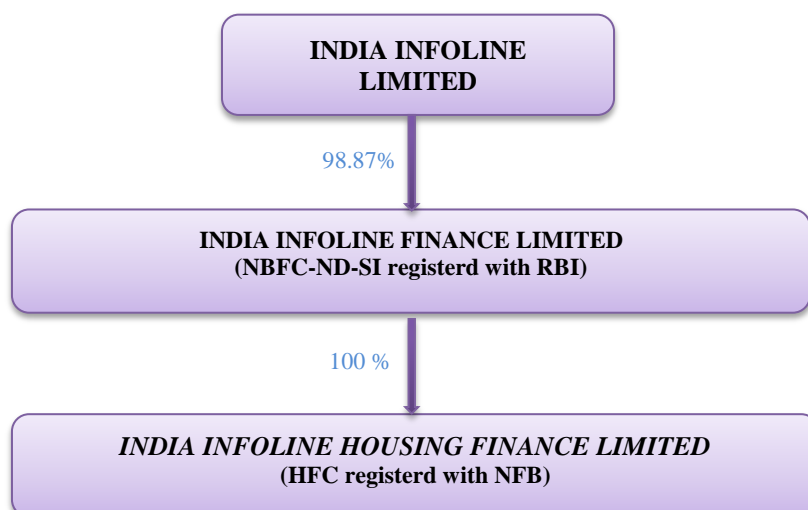 INDIA INFOLINE
LIMITED
98.87%
INDIA INFOLINE FINANCE LIMITED
(NBFC-ND-SI registerd with RBI)
100 %
INDIA INFOLINE HOUSING FINANCE LIMITED
(HFC registerd with NFB)